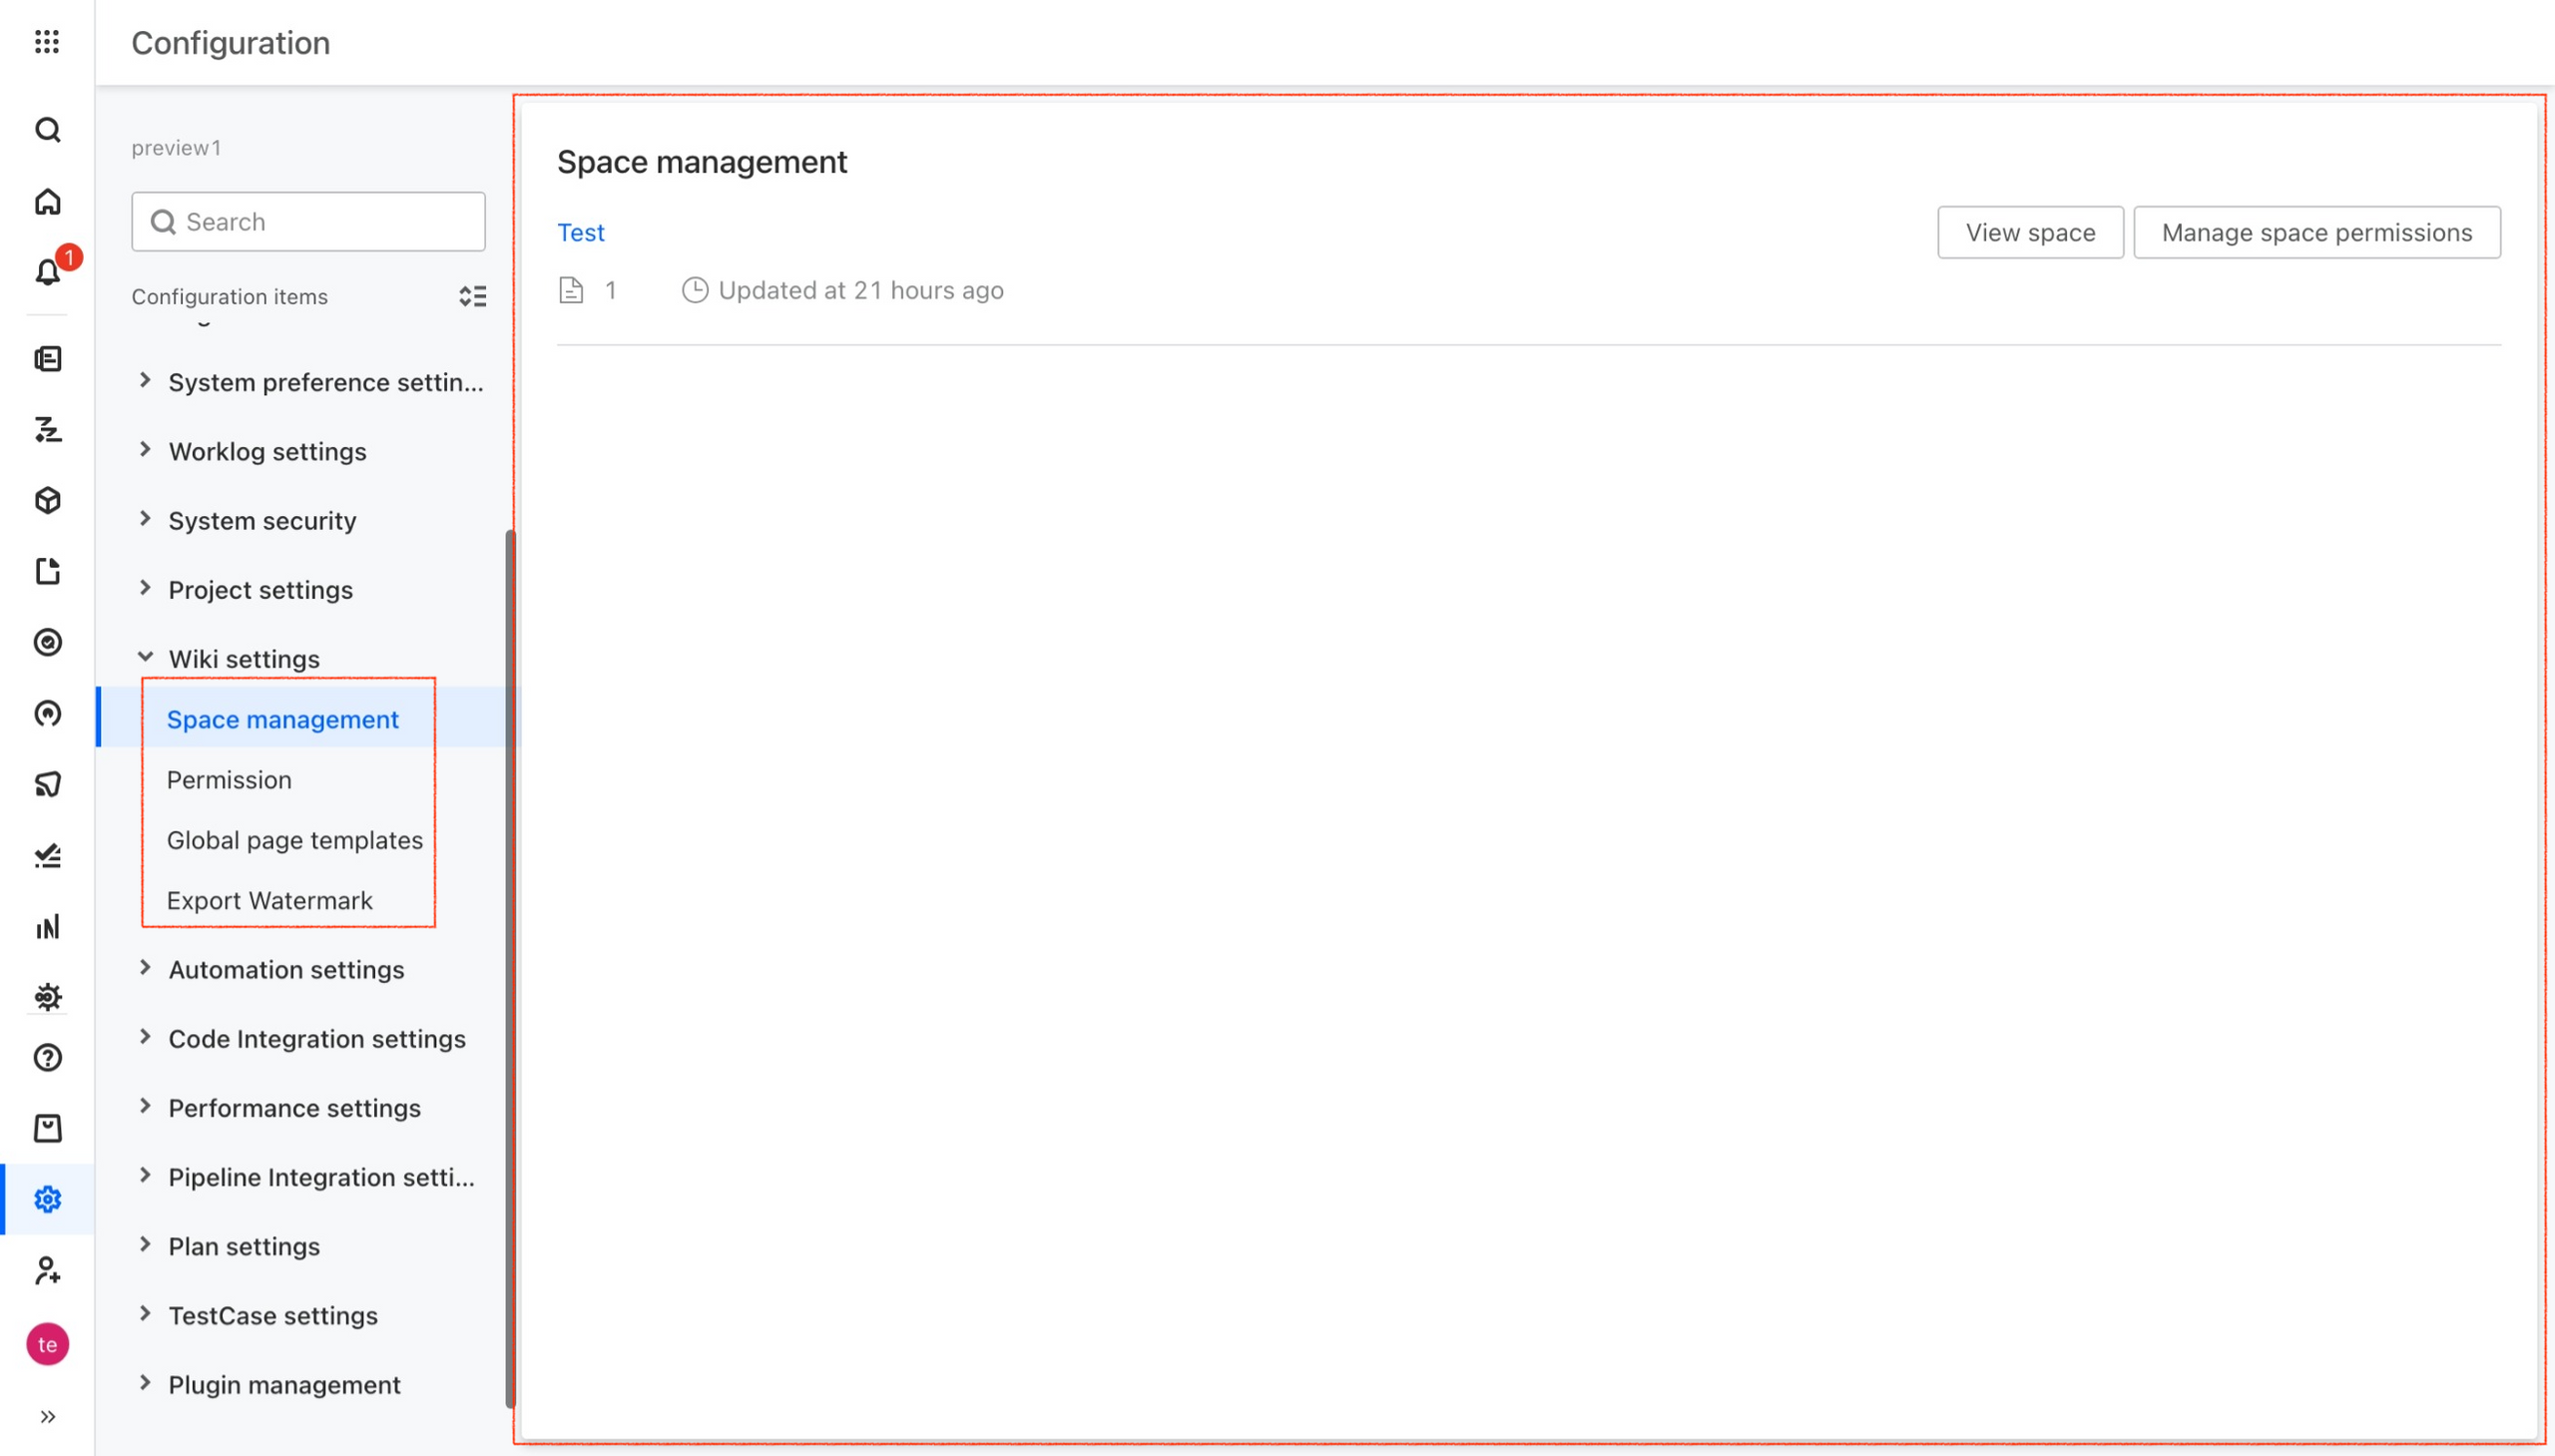 Configuration
preview1
Search
1
Configuration items
System preference settin...
Worklog settings
System security
Project settings
Wiki settings
Space management
Permission
Global page templates
Export Watermark
Automation settings
Code Integration settings
Performance settings
Pipeline Integration setti...
Plan settings
TestCase settings
Plugin management
te
Space management
Test
View space
Manage space permissions
1
Updated at 21 hours ago